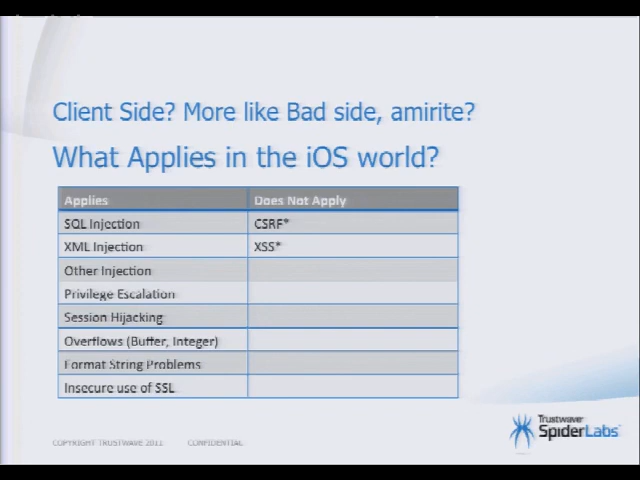 Client Side? More like Bad side, amirite?
What Applies in the iOS world?
Applies Does Not Apply
SQL Injection CSRF*
XML Injection XSS*
Other Injection
Privilege Escalation
Session Hijacking
Overflows (Buffer, Integer)
Format String Problems
Insecure use of SSL
Trustwave
SpiderLabs
COPYRIGHT TRUSTWAVE 2011 CONFIDENTIAL